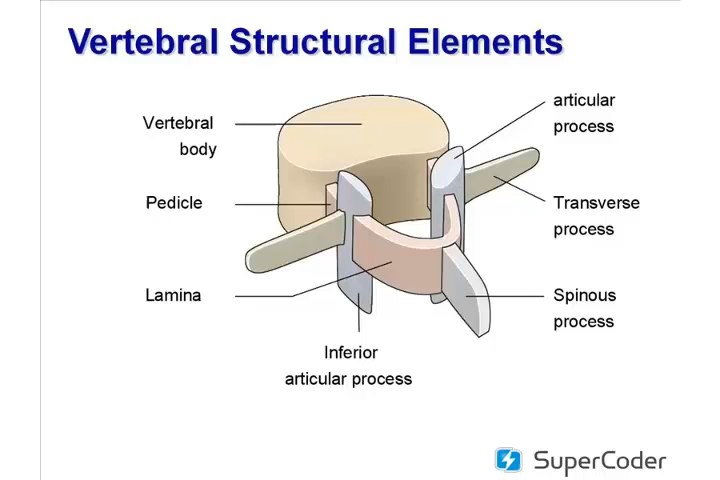 Vertebral Structural Elements
articular
process
Vertebral
body
Pedicle
Transverse
process
Lamina
Spinous
process
Inferior
articular process
SuperCoder